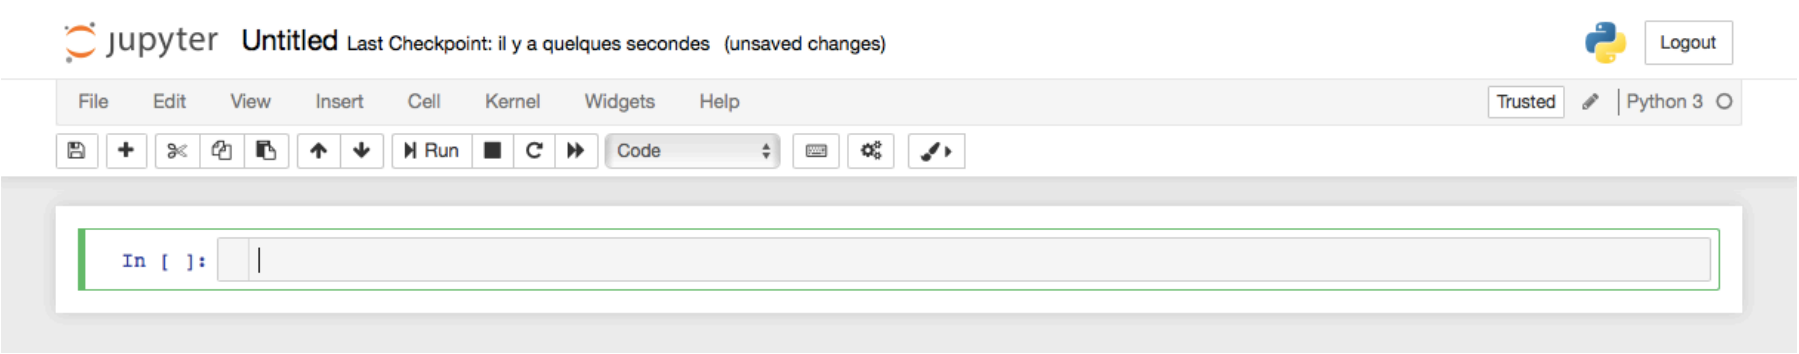 jupyter Untitled Last Checkpoint: il y a quelques secondes (unsaved changes) Logout
File Edit View Insert Cell Kernel Widgets Help Trusted Python 3
Run Code
In [ ]: